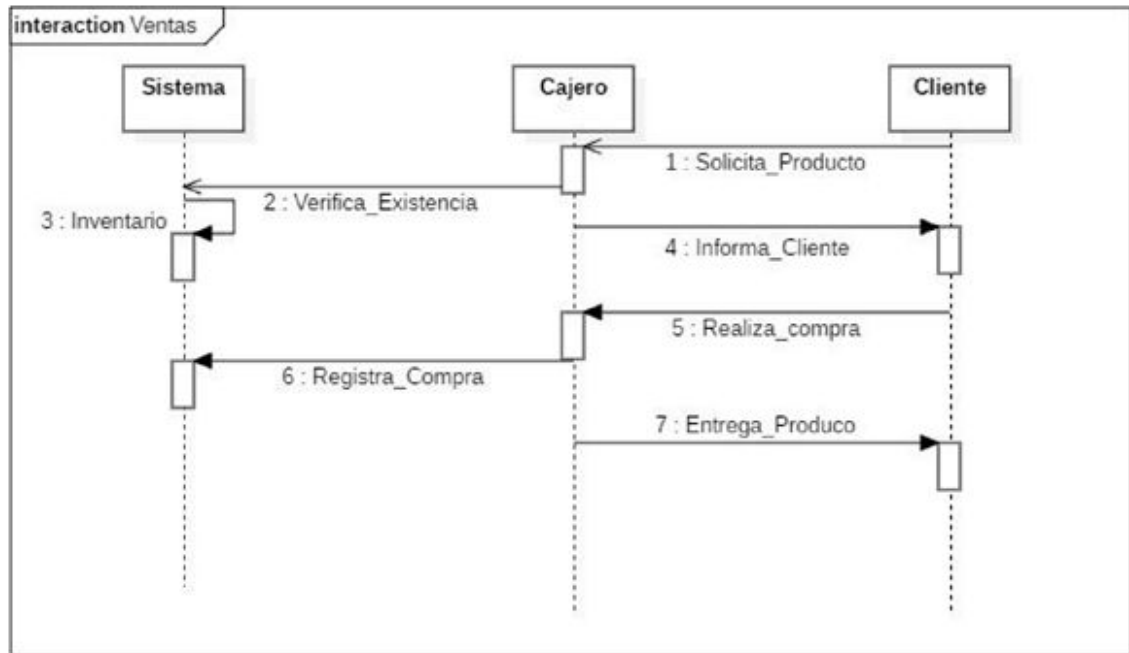 interaction Ventas
Sistema
Cajero
Cliente
1 : Solicita_Producto
2 : Verifica_Existencia
3 : Inventario
4 : Informa_Cliente
5 : Realiza_compra
6 : Registra_Compra
7 : Entrega_Produco